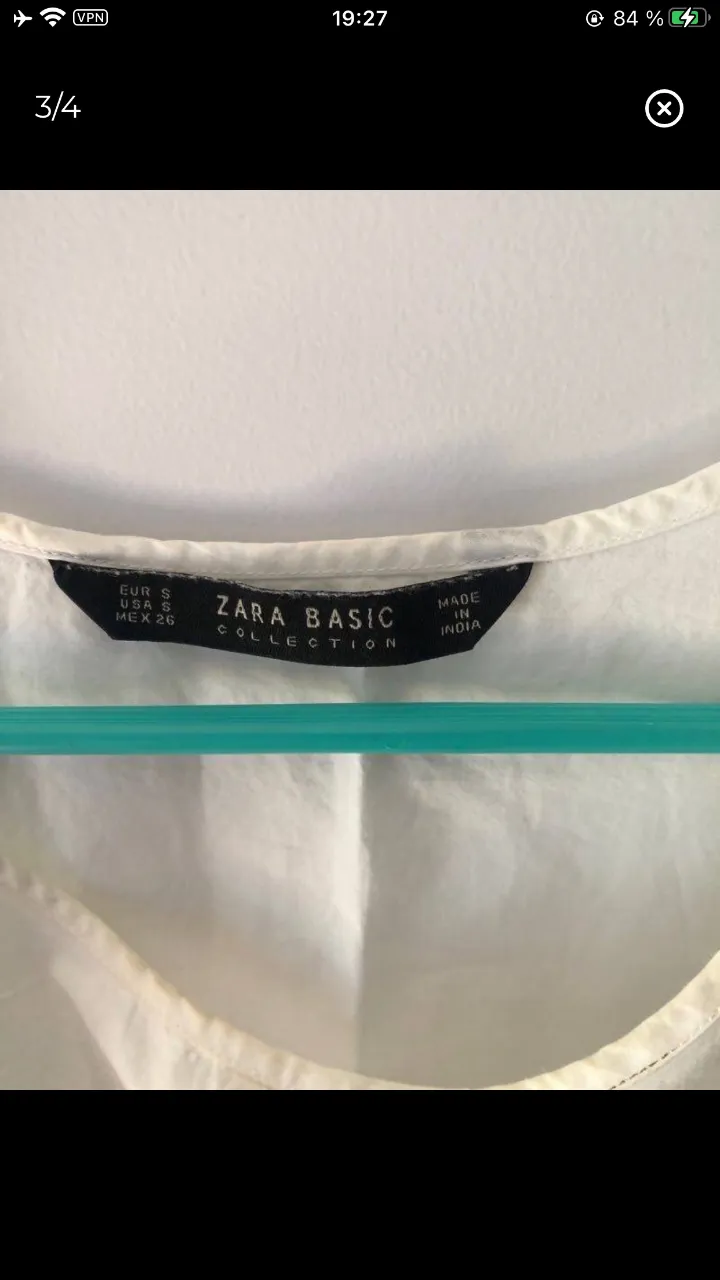 VPN
19:27
84 %
3/4
EUR S
USA S
MEX 26
ZARA BASIC
COLLECTION
MADE
IN
INDIA